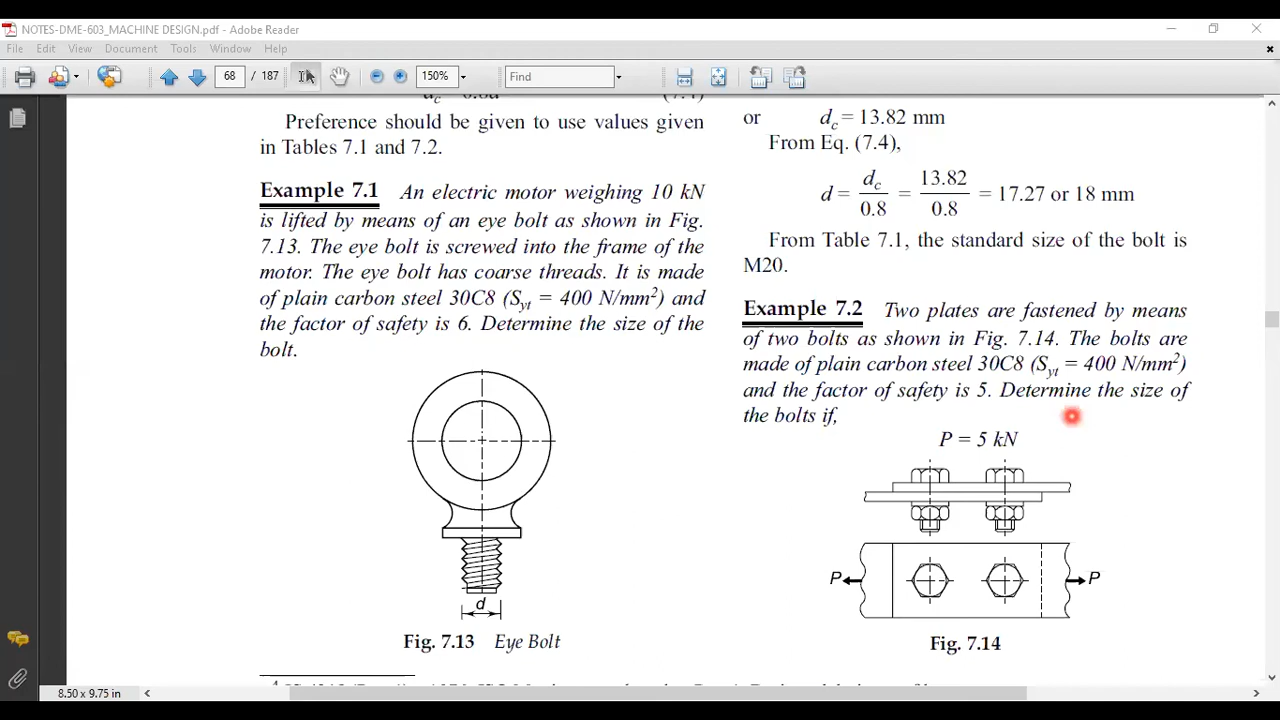 NOTES-DME-603_MACHINE DESIGN.pdf - Adobe Reader
File Edit View Document Tools Window Help
68 / 187 150% Find
(7.4)
Preference should be given to use values given
in Tables 7.1 and 7.2.
Example 7.1 An electric motor weighing 10 kN
is lifted by means of an eye bolt as shown in Fig.
7.13. The eye bolt is screwed into the frame of the
motor. The eye bolt has coarse threads. It is made
of plain carbon steel 30C8 (Syt = 400 N/mm²) and
the factor of safety is 6. Determine the size of the
bolt.
d
Fig. 7.13 Eye Bolt
or dc = 13.82 mm
From Eq. (7.4),
d = dc / 0.8 = 13.82 / 0.8 = 17.27 or 18 mm
From Table 7.1, the standard size of the bolt is
M20.
Example 7.2 Two plates are fastened by means
of two bolts as shown in Fig. 7.14. The bolts are
made of plain carbon steel 30C8 (Syt = 400 N/mm²)
and the factor of safety is 5. Determine the size of
the bolts if,
P = 5 kN
P P
Fig. 7.14
8.50 x 9.75 in